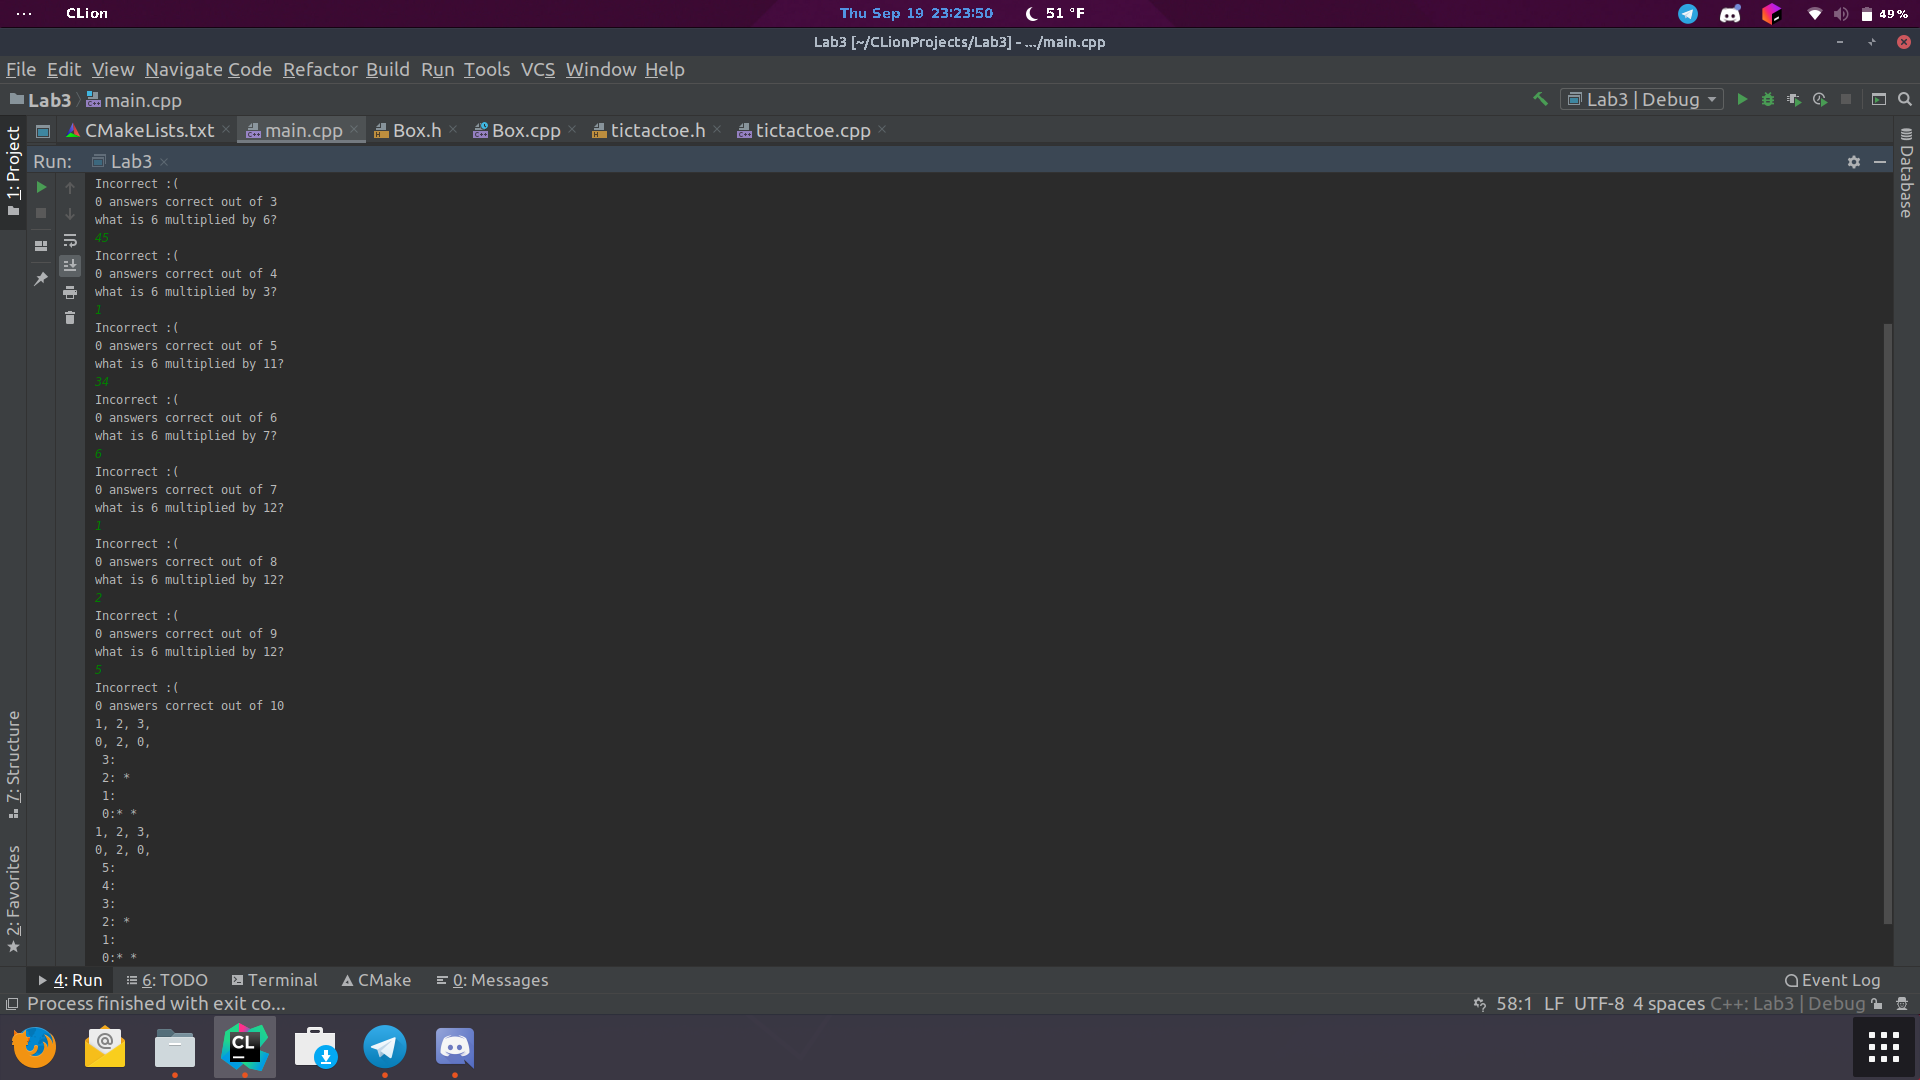 ... CLion Thu Sep 19 23:23:50 51 °F 49%
Lab3 [~/CLionProjects/Lab3] - .../main.cpp
File Edit View Navigate Code Refactor Build Run Tools VCS Window Help
Lab3 main.cpp Lab3 | Debug
1: Project
CMakeLists.txt main.cpp Box.h Box.cpp tictactoe.h tictactoe.cpp
Database
Run: Lab3
Incorrect :(
0 answers correct out of 3
what is 6 multiplied by 6?
45
Incorrect :(
0 answers correct out of 4
what is 6 multiplied by 3?
1
Incorrect :(
0 answers correct out of 5
what is 6 multiplied by 11?
34
Incorrect :(
0 answers correct out of 6
what is 6 multiplied by 7?
6
Incorrect :(
0 answers correct out of 7
what is 6 multiplied by 12?
1
Incorrect :(
0 answers correct out of 8
what is 6 multiplied by 12?
2
Incorrect :(
0 answers correct out of 9
what is 6 multiplied by 12?
5
Incorrect :(
0 answers correct out of 10
1, 2, 3,
0, 2, 0,
3:
2: *
1:
0:* *
1, 2, 3,
0, 2, 0,
5:
4:
3:
2: *
1:
0:* *
7: Structure
2: Favorites
4: Run 6: TODO Terminal CMake 0: Messages Event Log
Process finished with exit co... 58:1 LF UTF-8 4 spaces C++: Lab3 | Debug
CL